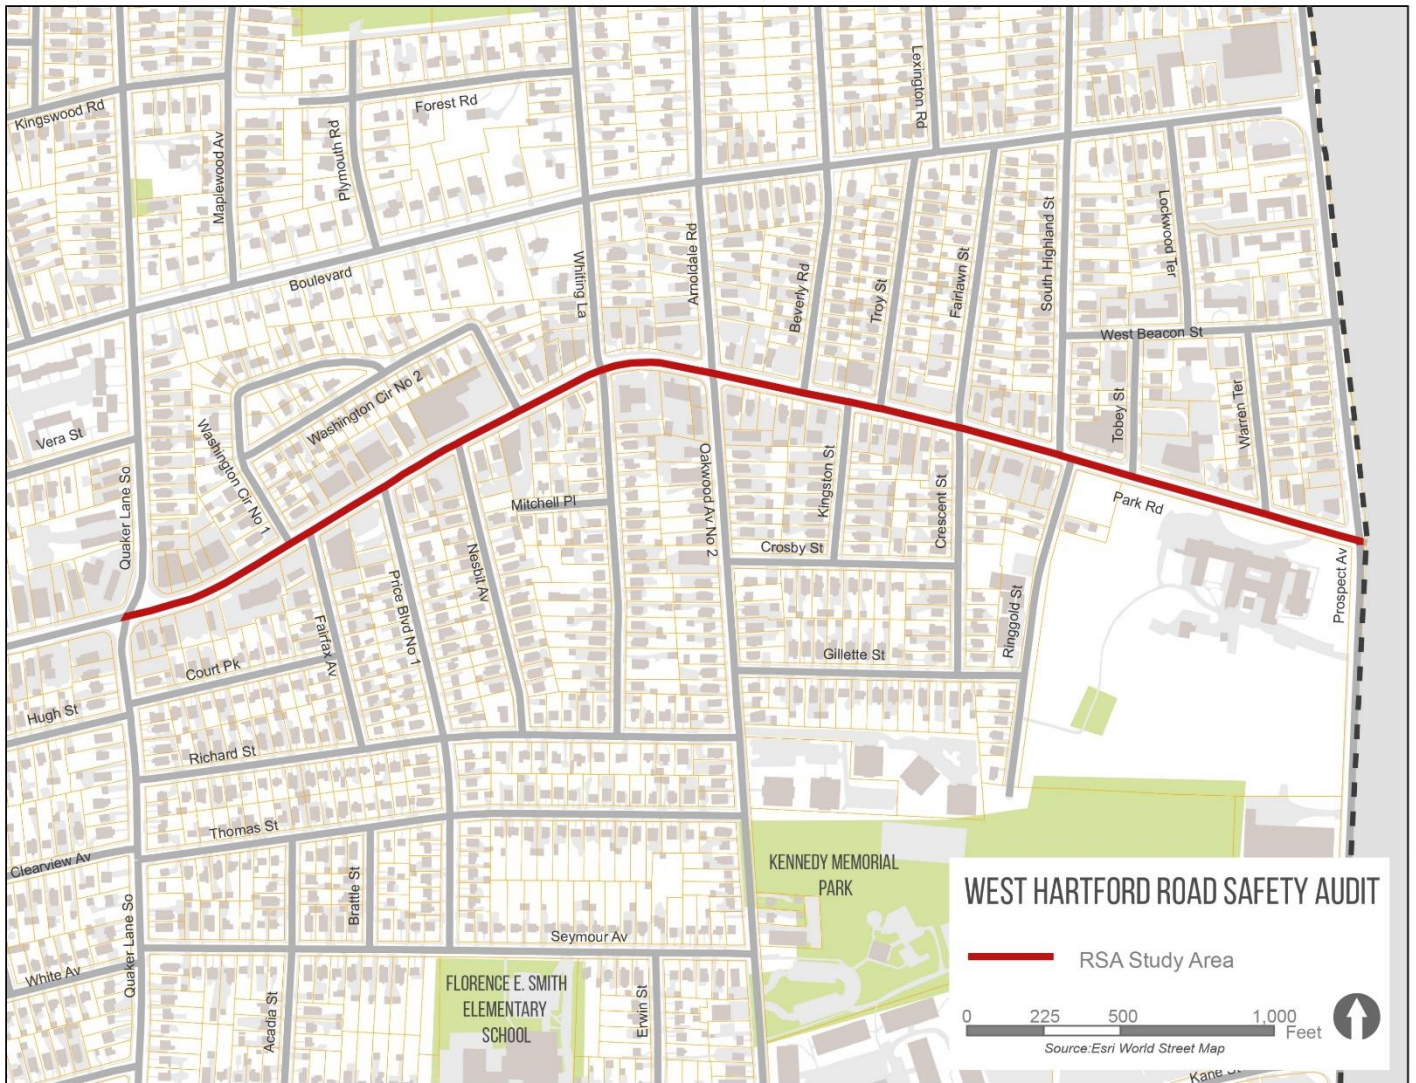 Kingswood Rd
Maplewood Av
Plymouth Rd
Forest Rd
Lexington Rd
Boulevard
Whiting La
Arnoldale Rd
Beverly Rd
Troy St
Fairlawn St
South Highland St
Lockwood Ter
West Beacon St
Tobey St
Warren Ter
Vera St
Quaker Lane So
Washington Cir No 1
Washington Cir No 2
Mitchell Pl
Oakwood Av No 2
Kingston St
Crescent St
Crosby St
Park Rd
Prospect Av
Nesbit Av
Price Blvd No 1
Fairfax Av
Court Pk
Hugh St
Gillette St
Ringgold St
Richard St
Thomas St
Clearview Av
Brattle St
Quaker Lane So
White Av
Acadia St
Seymour Av
Erwin St
KENNEDY MEMORIAL
PARK
FLORENCE E. SMITH
ELEMENTARY
SCHOOL
WEST HARTFORD ROAD SAFETY AUDIT
RSA Study Area
0 225 500 1,000
Feet
Source:Esri World Street Map